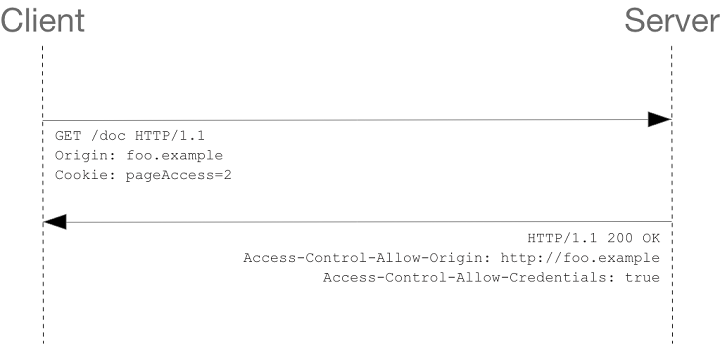 Client
Server
GET /doc HTTP/1.1
Origin: foo.example
Cookie: pageAccess=2
HTTP/1.1 200 OK
Access-Control-Allow-Origin: http://foo.example
Access-Control-Allow-Credentials: true